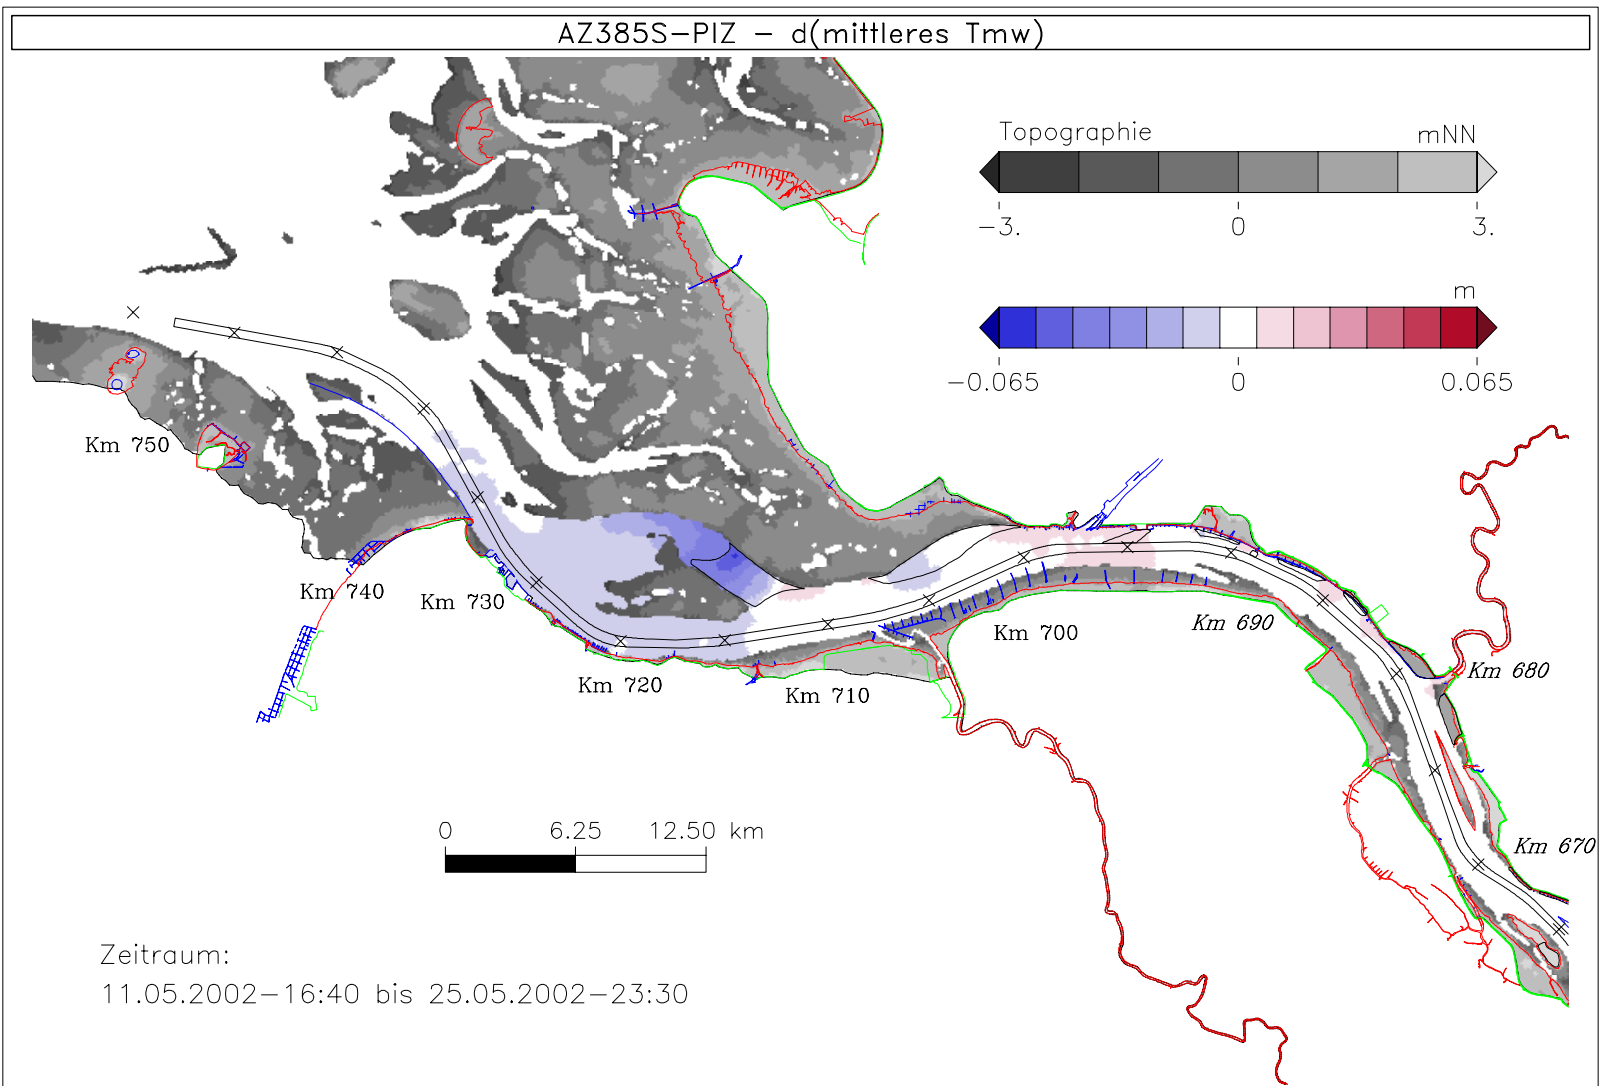 AZ385S-PIZ - d(mittleres Tmw)
Topographie mNN
-3. 0 3.
m
-0.065 0 0.065
Km 750
Km 740
Km 730
Km 720
Km 710
Km 700
Km 690
Km 680
Km 670
0 6.25 12.50 km
Zeitraum:
11.05.2002-16:40 bis 25.05.2002-23:30